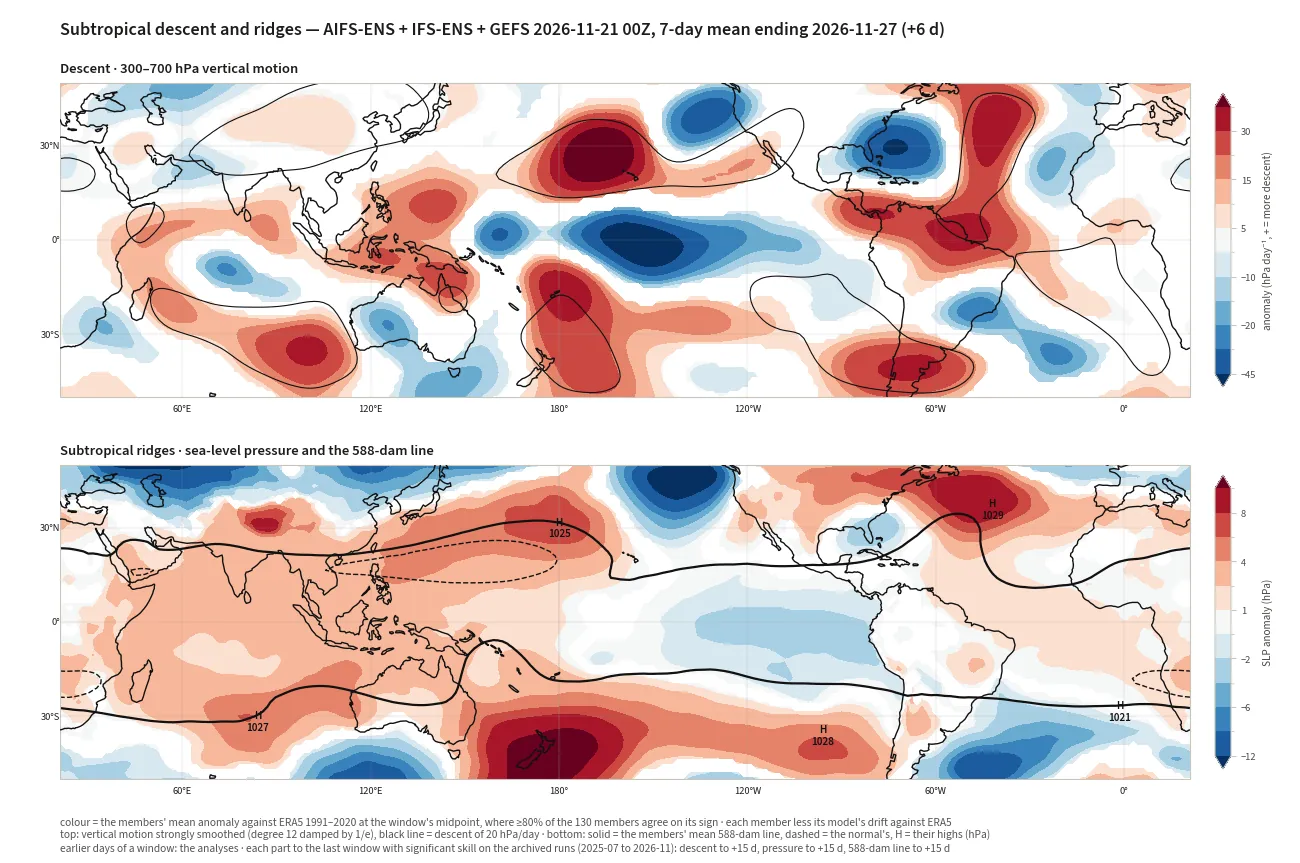 Subtropical descent and ridges — AIFS-ENS + IFS-ENS + GEFS 2026-11-21 00Z, 7-day mean ending 2026-11-27 (+6 d)
Descent · 300–700 hPa vertical motion
30°N
0°
30°S
60°E
120°E
180°
120°W
60°W
0°
30
15
5
−10
−20
−45
anomaly (hPa day⁻¹, + = more descent)
Subtropical ridges · sea-level pressure and the 588-dam line
30°N
0°
30°S
H
1025
H
1029
H
1027
H
1028
H
1021
60°E
120°E
180°
120°W
60°W
0°
8
4
1
−2
−6
−12
SLP anomaly (hPa)
colour = the members' mean anomaly against ERA5 1991–2020 at the window's midpoint, where ≥80% of the 130 members agree on its sign · each member less its model's drift against ERA5
top: vertical motion strongly smoothed (degree 12 damped by 1/e), black line = descent of 20 hPa/day · bottom: solid = the members' mean 588-dam line, dashed = the normal's, H = their highs (hPa)
earlier days of a window: the analyses · each part to the last window with significant skill on the archived runs (2025-07 to 2026-11): descent to +15 d, pressure to +15 d, 588-dam line to +15 d